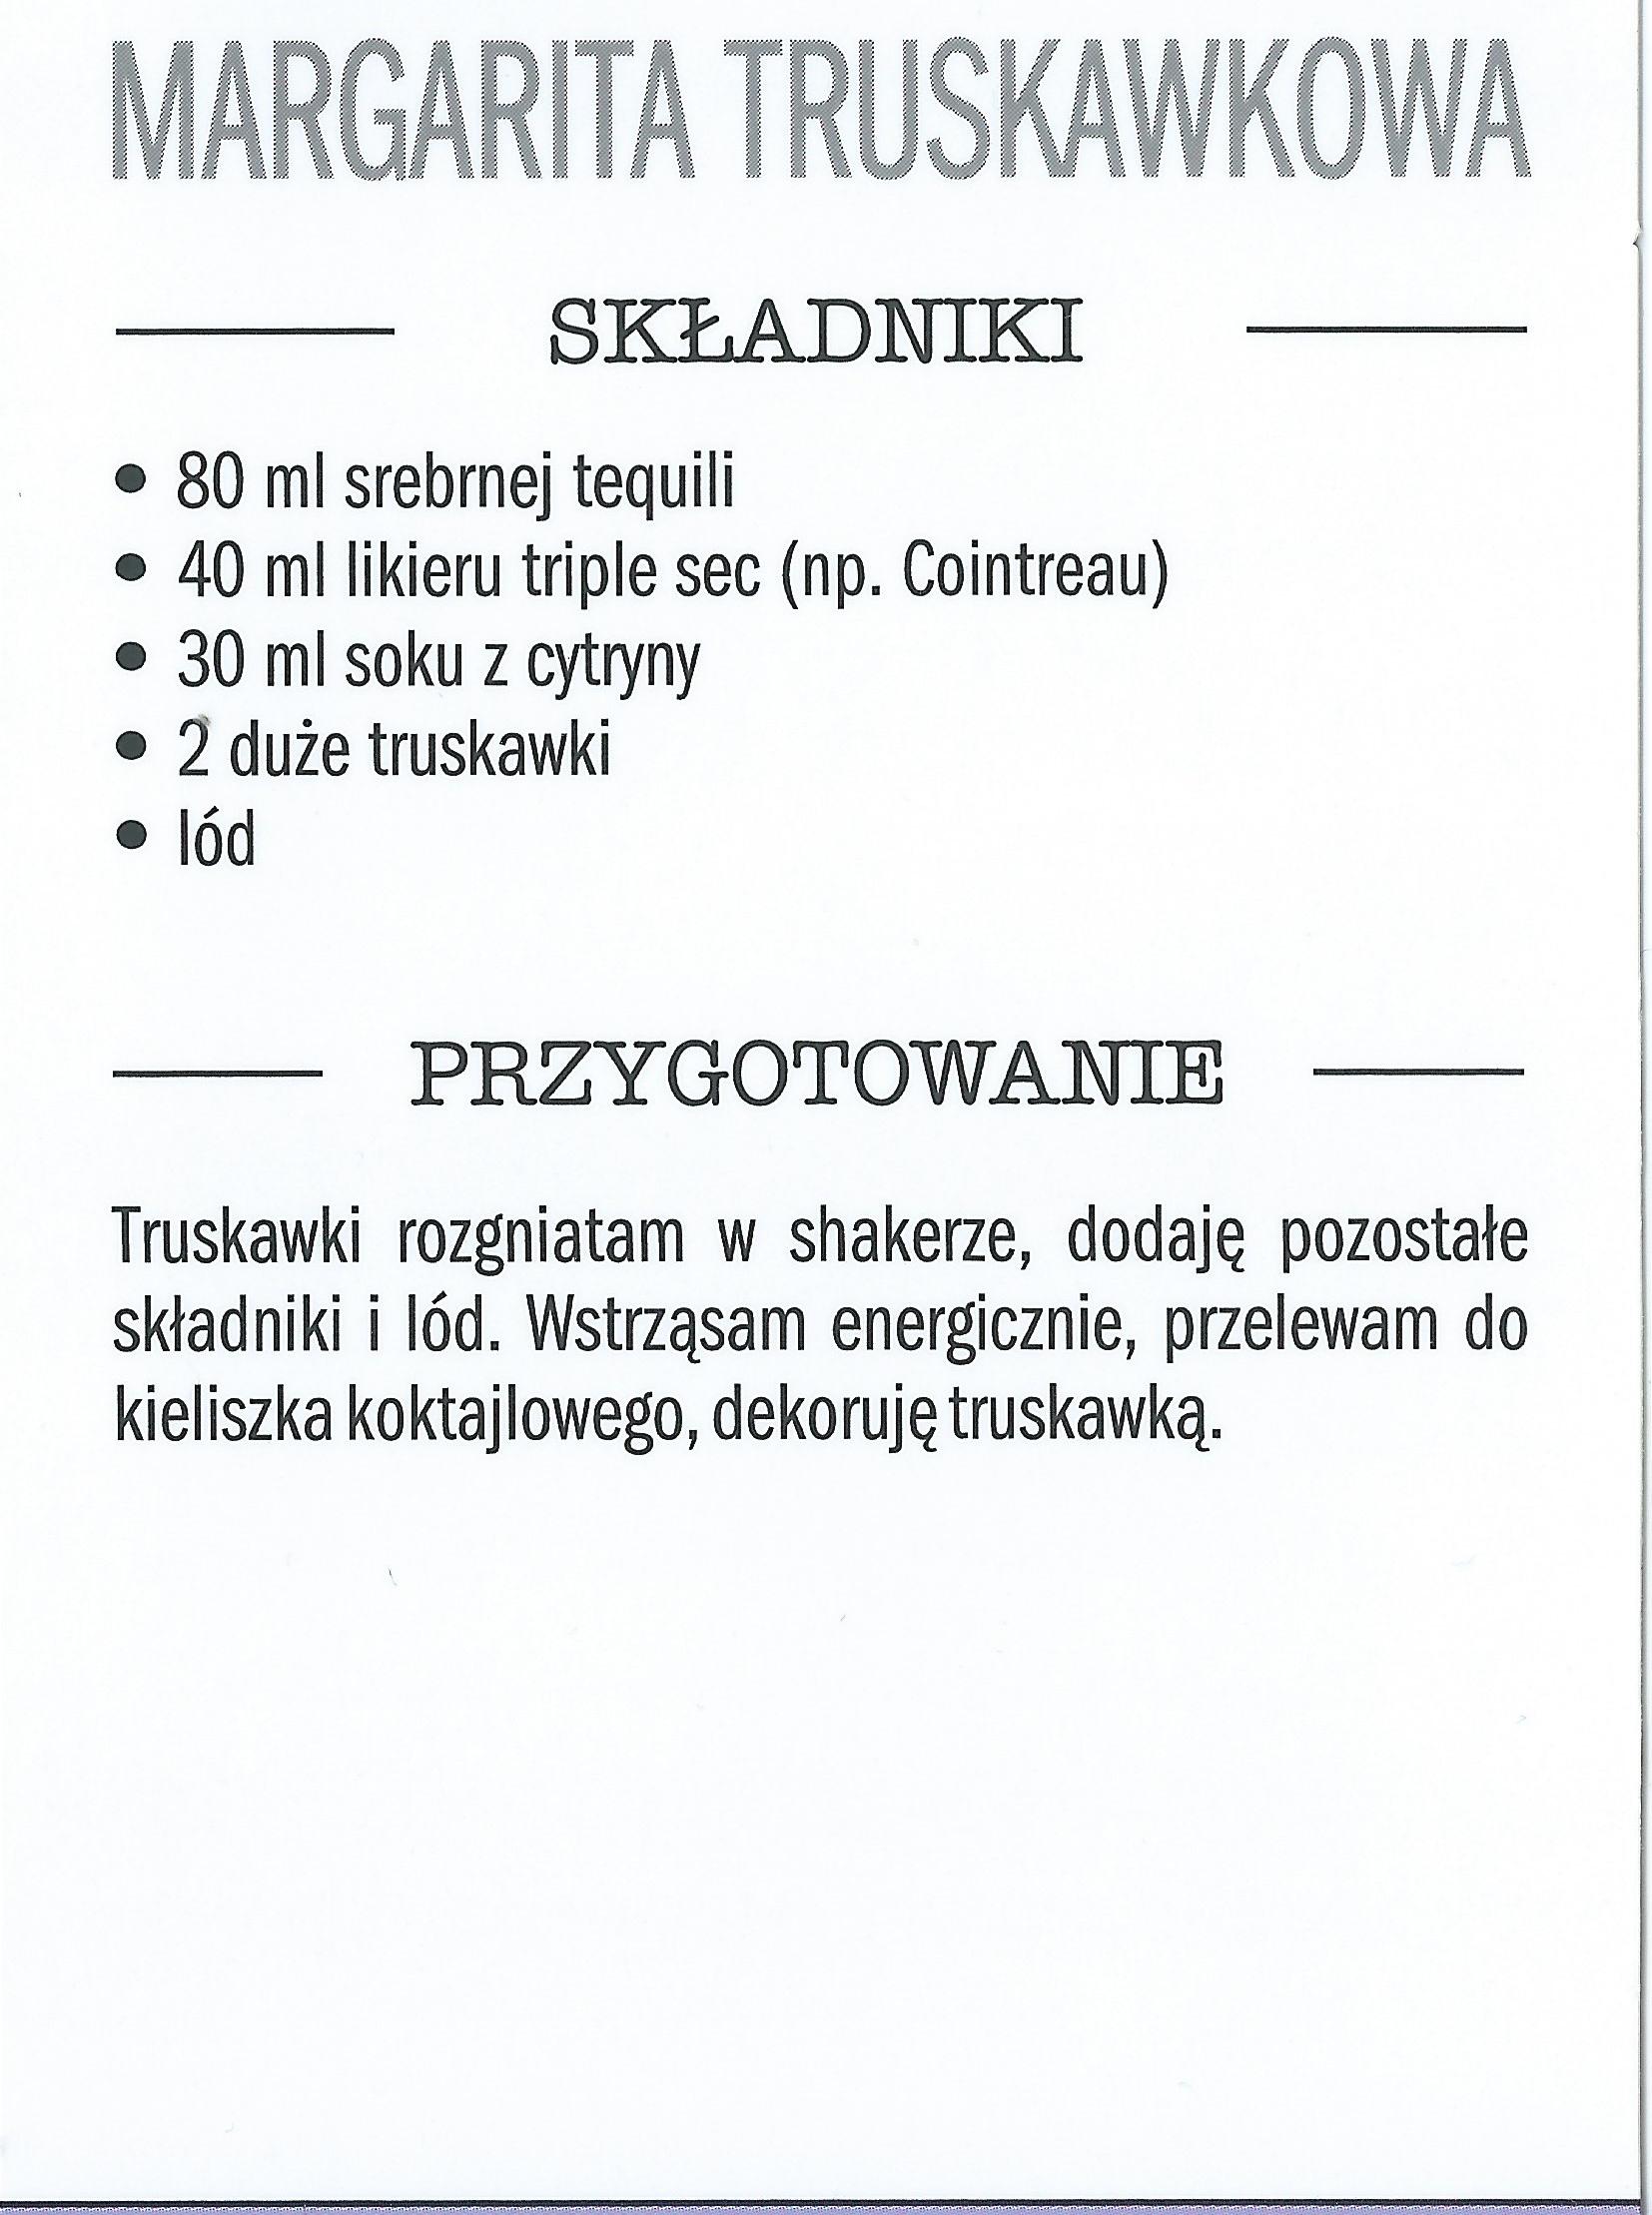 MARGARITA TRUSKAWKOWA
SKŁADNIKI
• 80 ml srebrnej tequili
• 40 ml likieru triple sec (np. Cointreau)
• 30 ml soku z cytryny
• 2 duże truskawki
• lód
PRZYGOTOWANIE
Truskawki rozgniatam w shakerze, dodaję pozostałe
składniki i lód. Wstrząsam energicznie, przelewam do
kieliszka koktajlowego, dekoruję truskawką.